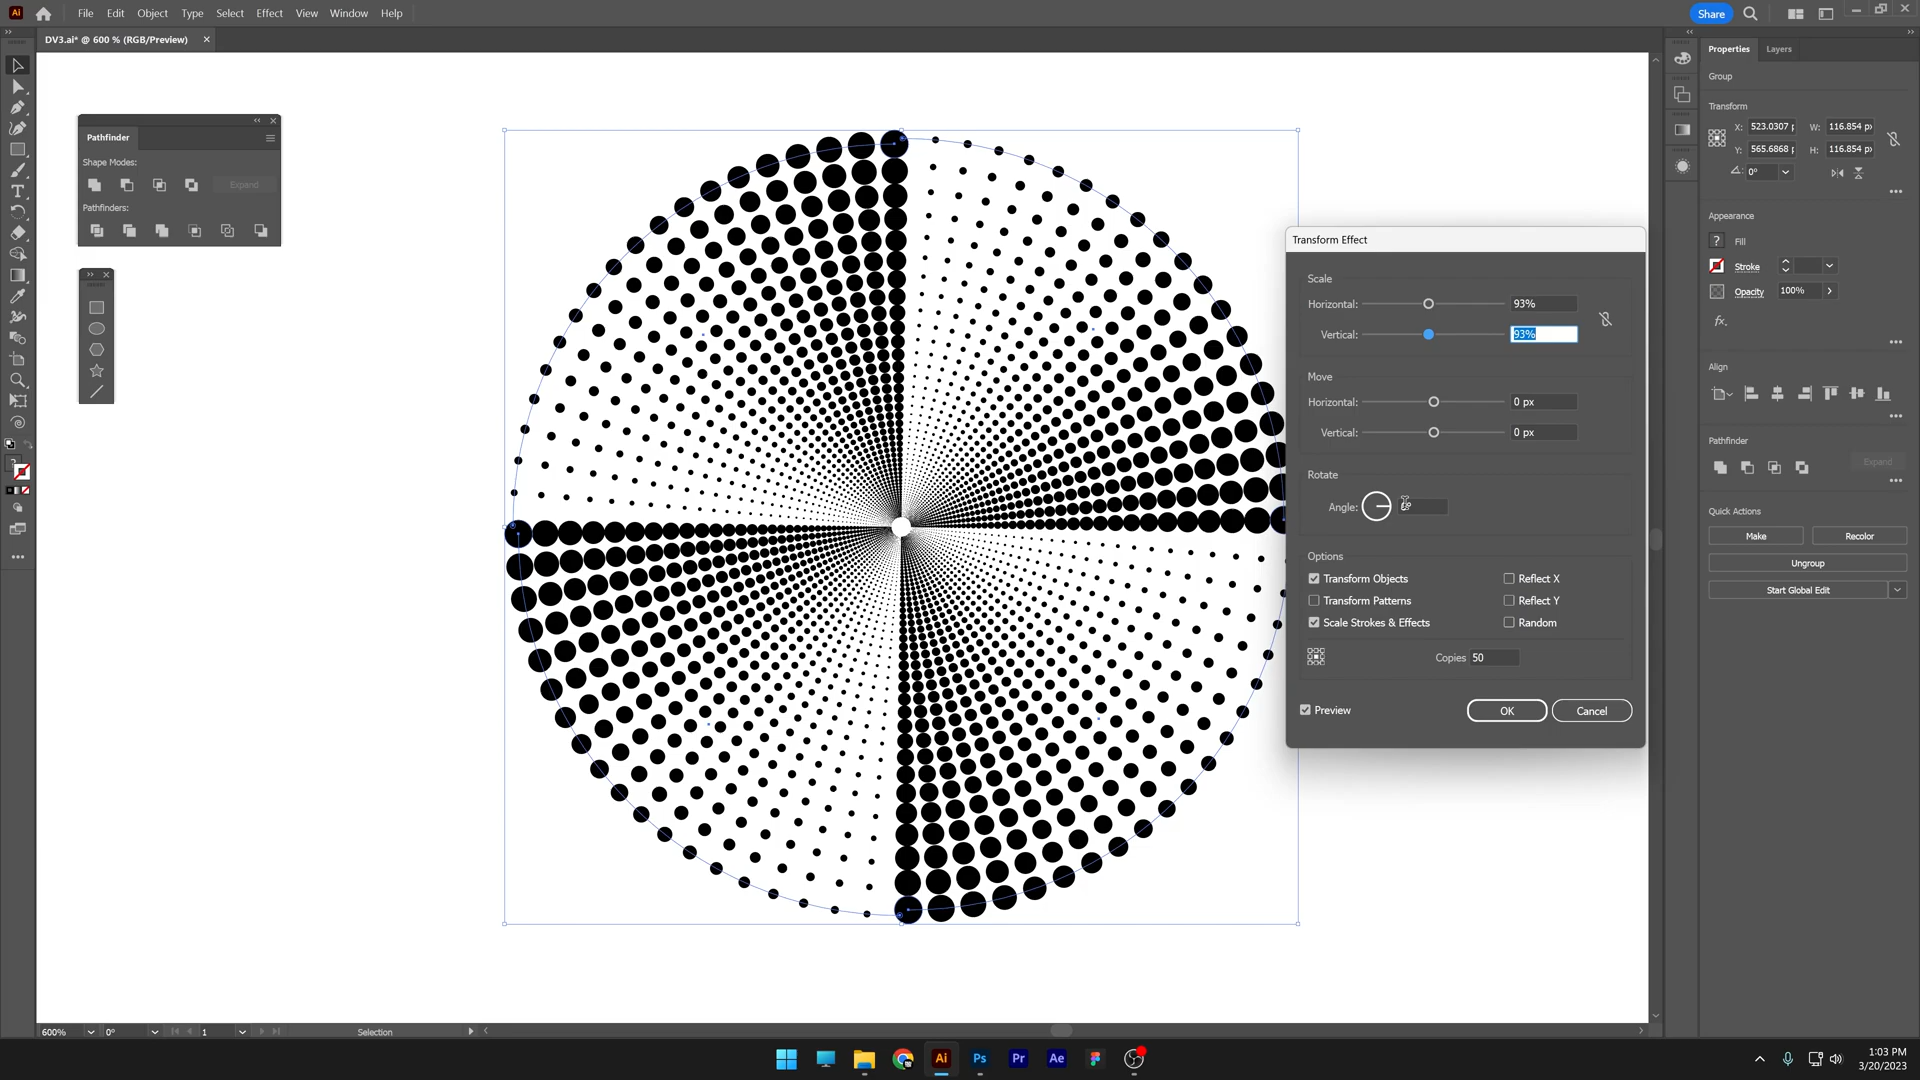 Ai File Edit Object Type Select Effect View Window Help Share
DV3.ai* @ 600 % (RGB/Preview)
Properties Layers
Group
Transform
X: 523.0307 W: 116.854 px
Y: 565.6868 H: 116.854 px
0°
Pathfinder
Shape Modes:
Expand
Pathfinders:
Appearance
Fill
Stroke
Opacity 100%
fx.
Align
Pathfinder
Expand
Quick Actions
Make Recolor
Ungroup
Start Global Edit
Transform Effect
Scale
Horizontal: 93%
Vertical: 93%
Move
Horizontal: 0 px
Vertical: 0 px
Rotate
Angle:
Options
Transform Objects Reflect X
Transform Patterns Reflect Y
Scale Strokes & Effects Random
Copies 50
Preview OK Cancel
600% 0° 1 Selection
Ai Ps Pr Ae
1:03 PM
3/20/2023